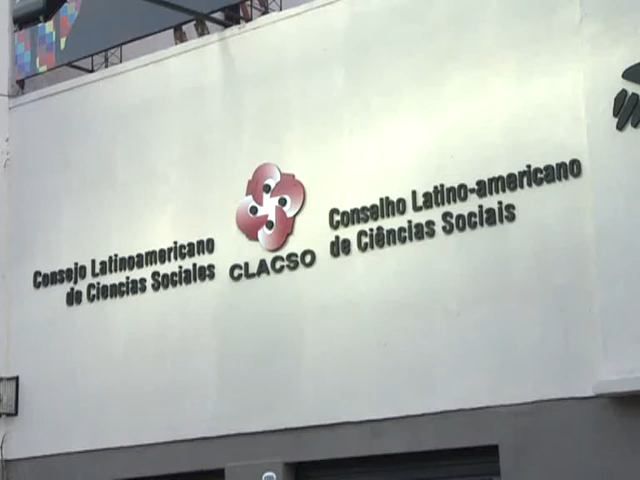 Consejo Latinoamericano
de Ciencias Sociales
CLACSO
Conselho Latino-americano
de Ciências Sociais